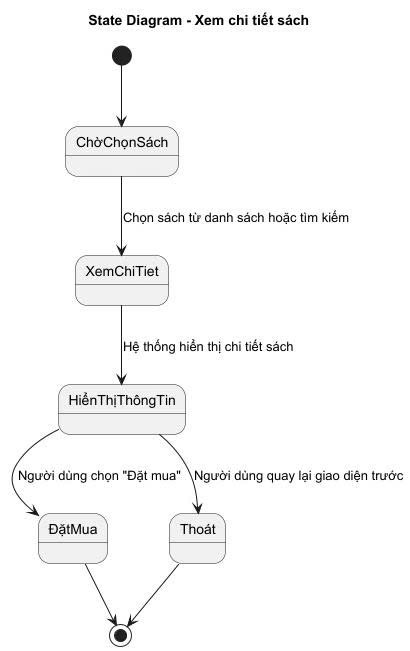 State Diagram - Xem chi tiết sách
ChờChọnSách
Chọn sách từ danh sách hoặc tìm kiếm
XemChiTiet
Hệ thống hiển thị chi tiết sách
HiểnThịThôngTin
Người dùng chọn "Đặt mua"
Người dùng quay lại giao diện trước
ĐặtMua
Thoát